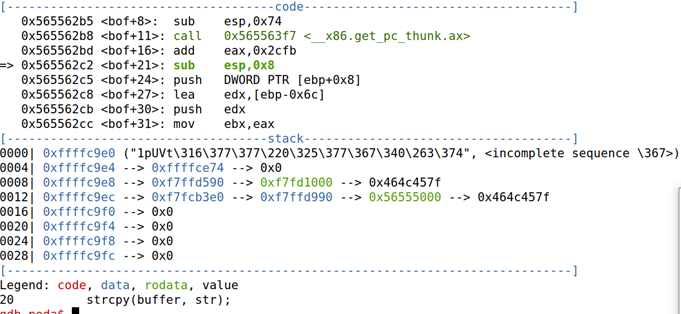 [-------------------------------------code-------------------------------------]
   0x565562b5 <bof+8>:	sub    esp,0x74
   0x565562b8 <bof+11>:	call   0x565563f7 <__x86.get_pc_thunk.ax>
   0x565562bd <bof+16>:	add    eax,0x2cfb
=> 0x565562c2 <bof+21>:	sub    esp,0x8
   0x565562c5 <bof+24>:	push   DWORD PTR [ebp+0x8]
   0x565562c8 <bof+27>:	lea    edx,[ebp-0x6c]
   0x565562cb <bof+30>:	push   edx
   0x565562cc <bof+31>:	mov    ebx,eax
[------------------------------------stack-------------------------------------]
0000| 0xffffc9e0 ("1pUVt\316\377\377\220\325\377\367\340\263\374", <incomplete sequence \367>)
0004| 0xffffc9e4 --> 0xffffce74 --> 0x0
0008| 0xffffc9e8 --> 0xf7ffd590 --> 0xf7fd1000 --> 0x464c457f
0012| 0xffffc9ec --> 0xf7fcb3e0 --> 0xf7ffd990 --> 0x56555000 --> 0x464c457f
0016| 0xffffc9f0 --> 0x0
0020| 0xffffc9f4 --> 0x0
0024| 0xffffc9f8 --> 0x0
0028| 0xffffc9fc --> 0x0
[------------------------------------------------------------------------------]
Legend: code, data, rodata, value
20	    strcpy(buffer, str);
gdb-peda$